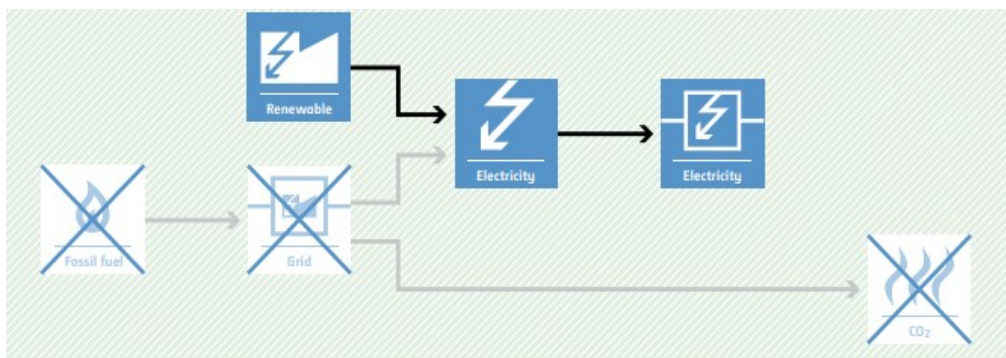 Renewable
Electricity
Electricity
Fossil fuel
Grid
CO₂